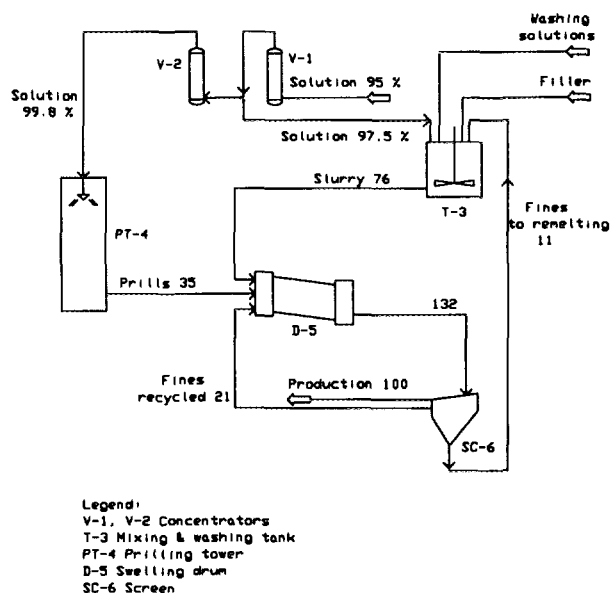 Washing
solutions
V-2
V-1
Solution 95 %
Filler
Solution
99.8 %
Solution 97.5 %
Slurry 76
T-3
Fines
to remelting
11
PT-4
Prills 35
132
D-5
Fines
recycled 21
Production 100
SC-6
Legend:
V-1, V-2 Concentrators
T-3 Mixing & washing tank
PT-4 Prilling tower
D-5 Swelling drum
SC-6 Screen